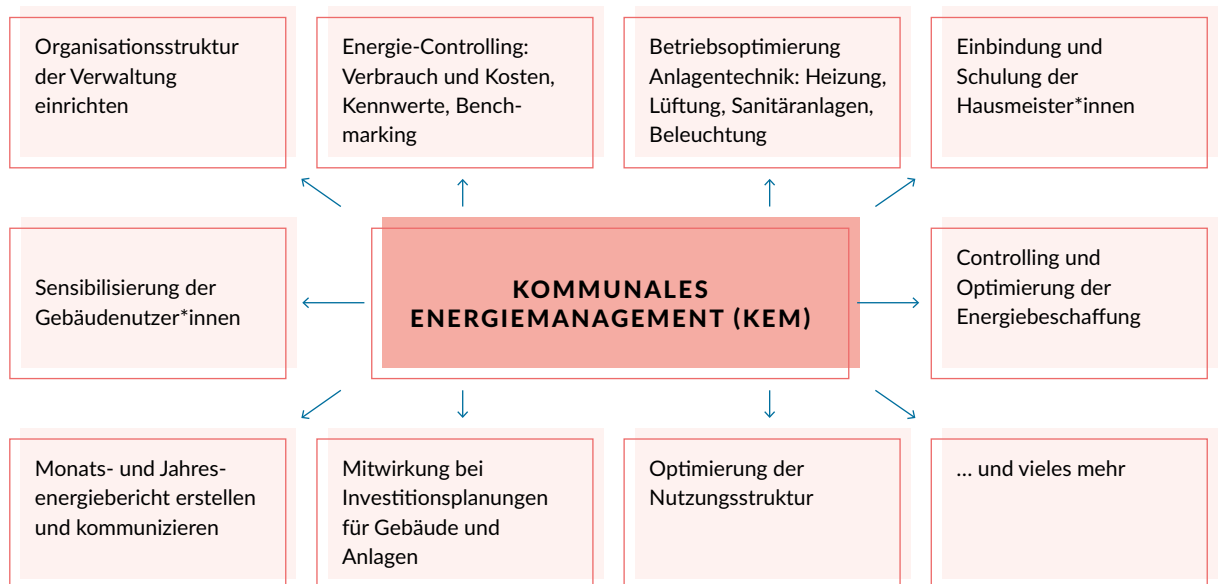 Organisationsstruktur
der Verwaltung
einrichten
Energie-Controlling:
Verbrauch und Kosten,
Kennwerte, Bench-
marking
Betriebsoptimierung
Anlagentechnik: Heizung,
Lüftung, Sanitäranlagen,
Beleuchtung
Einbindung und
Schulung der
Hausmeister*innen
Sensibilisierung der
Gebäudenutzer*innen
KOMMUNALES
ENERGIEMANAGEMENT (KEM)
Controlling und
Optimierung der
Energiebeschaffung
Monats- und Jahres-
energiebericht erstellen
und kommunizieren
Mitwirkung bei
Investitionsplanungen
für Gebäude und
Anlagen
Optimierung der
Nutzungsstruktur
... und vieles mehr